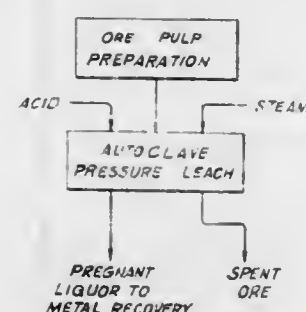 ORE PULP
PREPARATION
ACID
STEAM
AUTOCLAVE
PRESSURE LEACH
PREGNANT
LIQUOR TO
METAL RECOVERY
SPENT
ORE